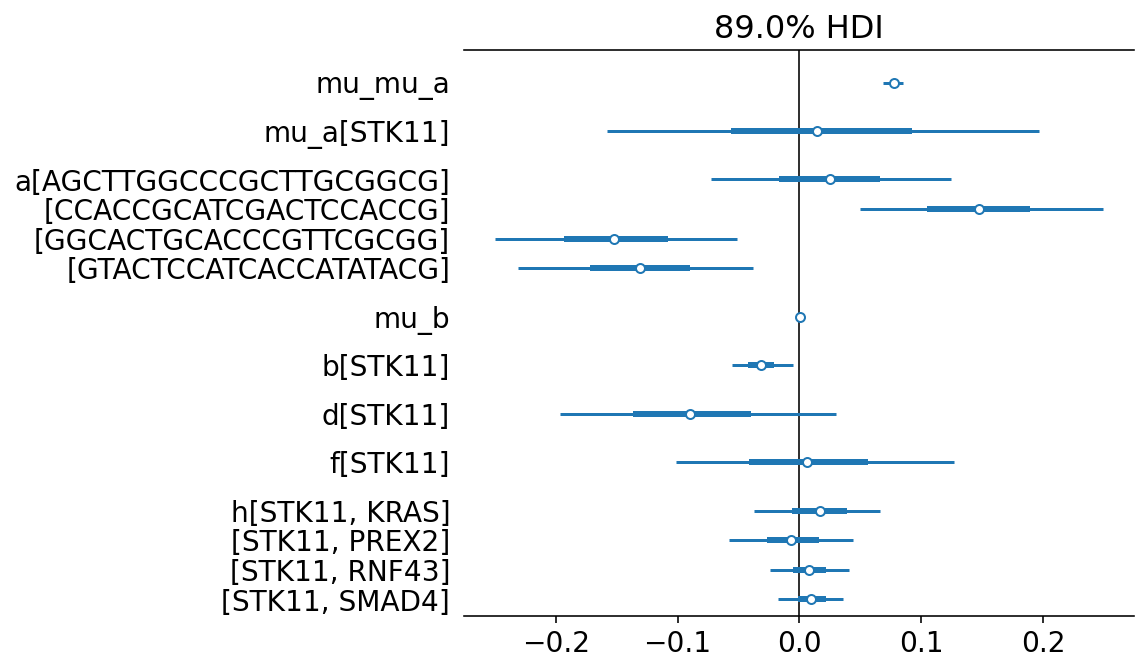 89.0% HDI
mu_mu_a
mu_a[STK11]
a[AGCTTGGCCCGCTTGCGGCG]
[CCACCGCATCGACTCCACCG]
[GGCACTGCACCCGTTCGCGG]
[GTACTCCATCACCATATACG]
mu_b
b[STK11]
d[STK11]
f[STK11]
h[STK11, KRAS]
[STK11, PREX2]
[STK11, RNF43]
[STK11, SMAD4]
−0.2 −0.1 0.0 0.1 0.2